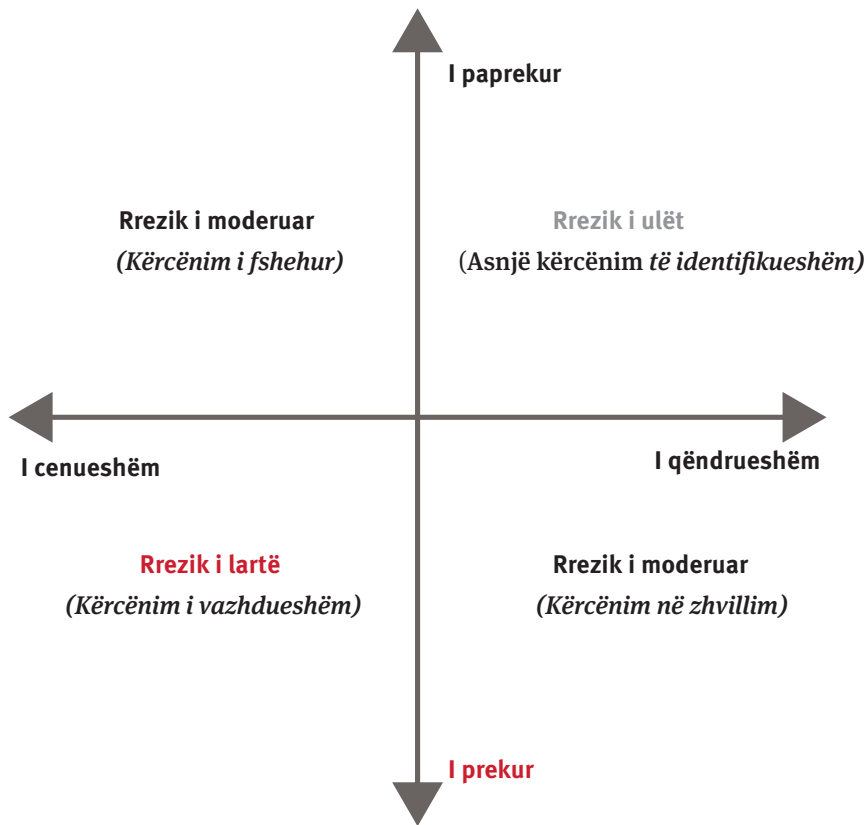 I paprekur
Rrezik i moderuar
(Kërcënim i fshehur)
Rrezik i ulët
(Asnjë kërcënim të identifikueshëm)
I cenueshëm
I qëndrueshëm
Rrezik i lartë
(Kërcënim i vazhdueshëm)
Rrezik i moderuar
(Kërcënim në zhvillim)
I prekur